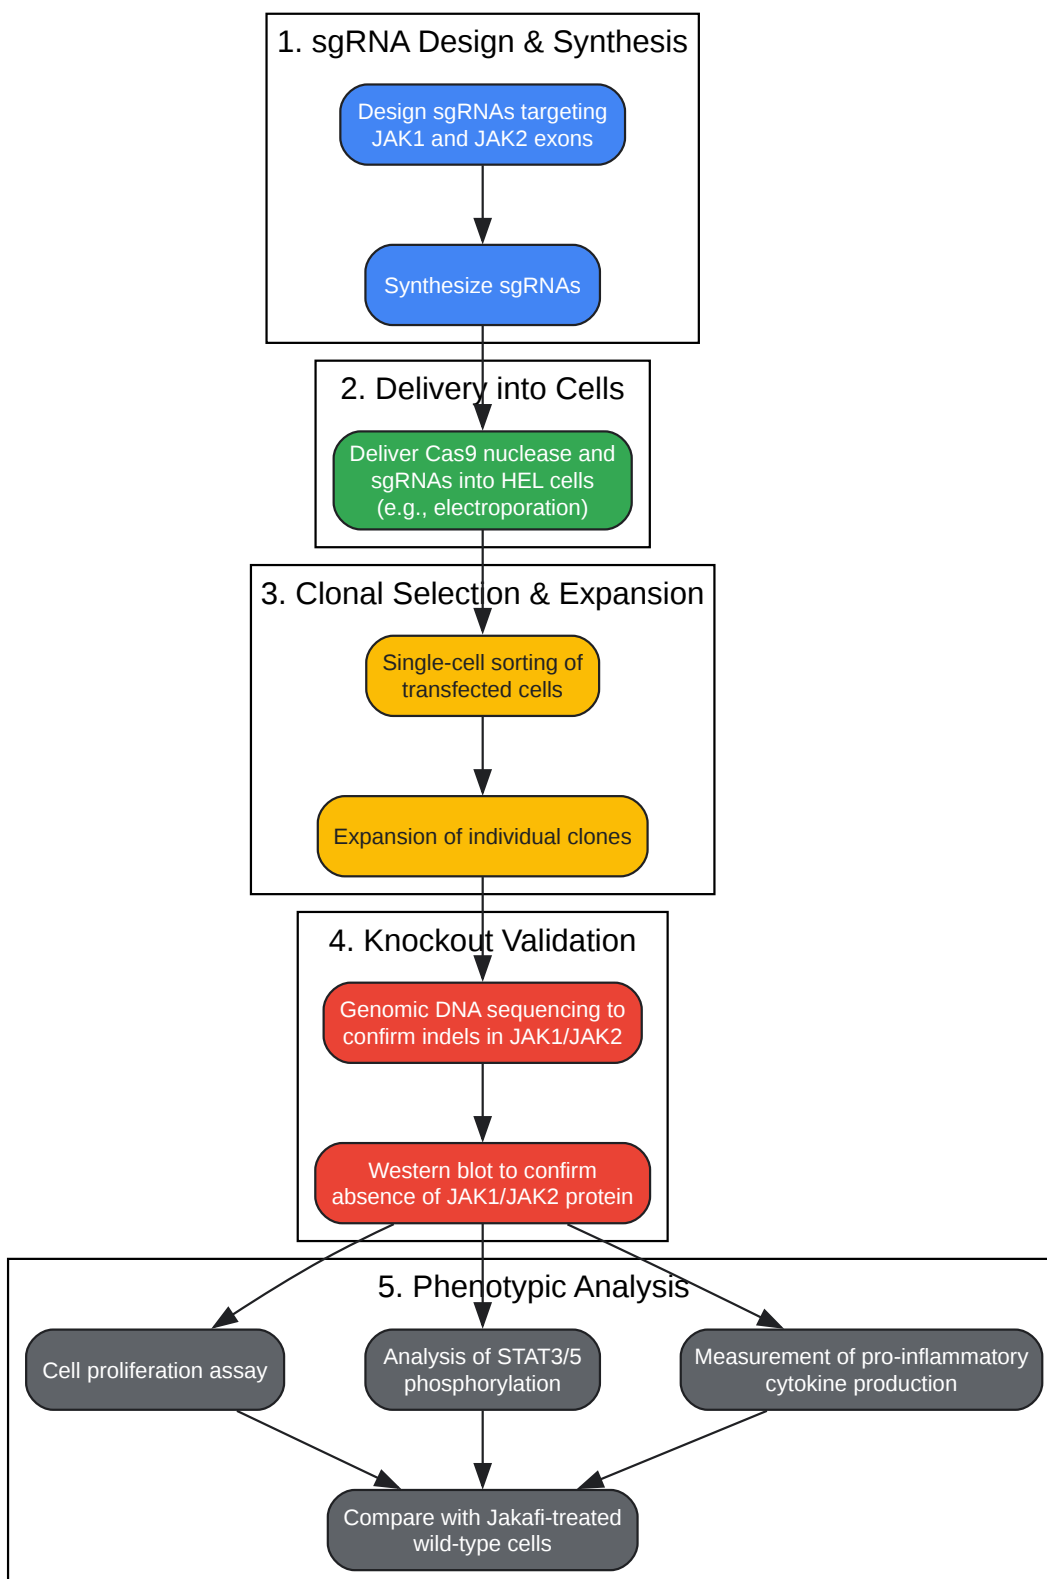 1. sgRNA Design & Synthesis
Design sgRNAs targeting
JAK1 and JAK2 exons
Synthesize sgRNAs
2. Delivery into Cells
Deliver Cas9 nuclease and
sgRNAs into HEL cells
(e.g., electroporation)
3. Clonal Selection & Expansion
Single-cell sorting of
transfected cells
Expansion of individual clones
4. Knockout Validation
Genomic DNA sequencing to
confirm indels in JAK1/JAK2
Western blot to confirm
absence of JAK1/JAK2 protein
5. Phenotypic Analysis
Cell proliferation assay
Analysis of STAT3/5
phosphorylation
Measurement of pro-inflammatory
cytokine production
Compare with Jakafi-treated
wild-type cells